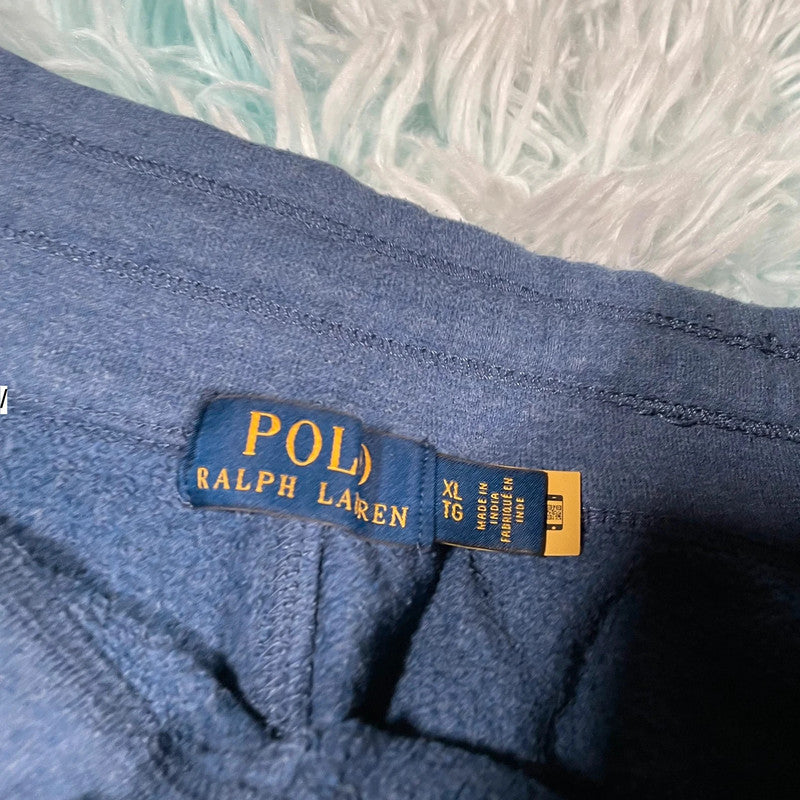 POLO
RALPH LAUREN
XL
TG
MADE IN
INDIA
FABRIQUÉ EN
INDE